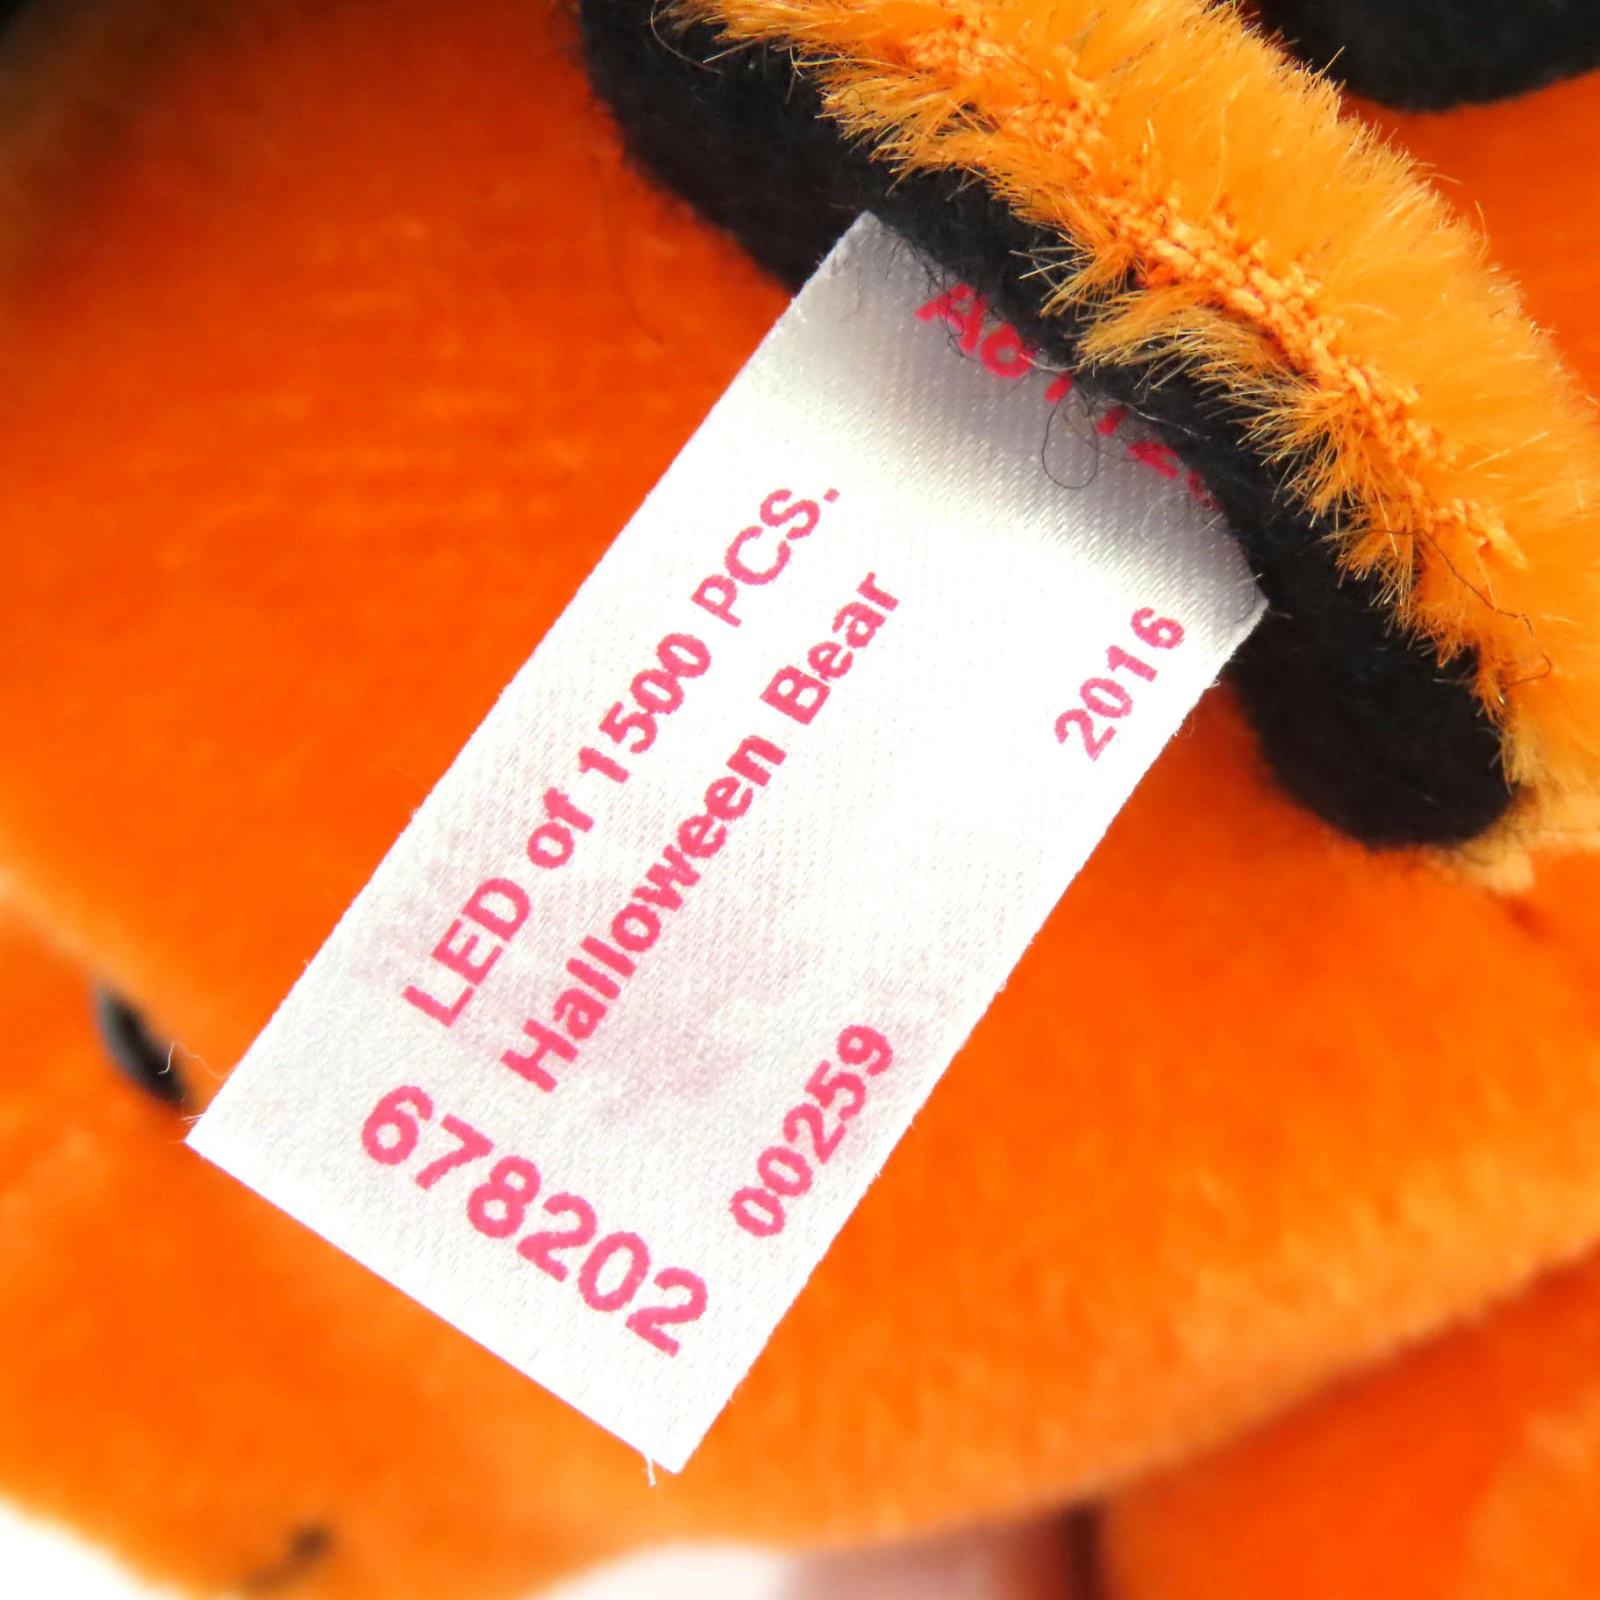 LED of 1500 PCS.
Halloween Bear
2016
00259
678202